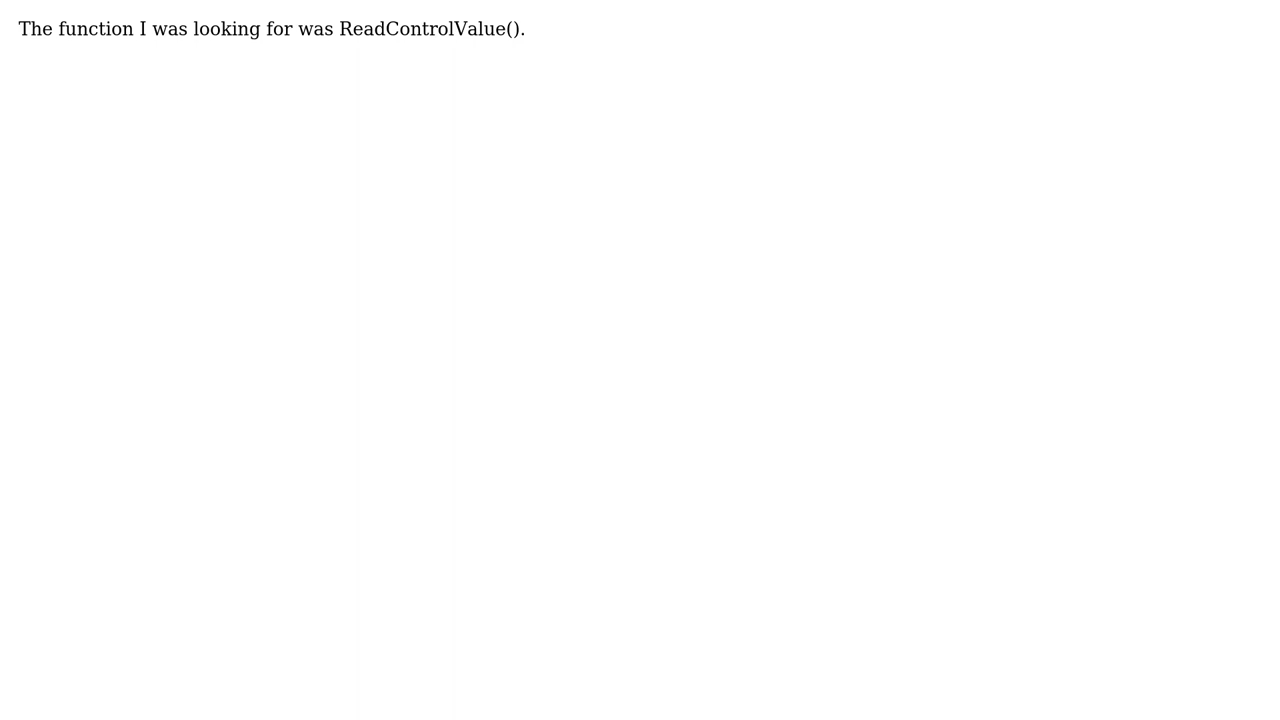 The function I was looking for was ReadControlValue().